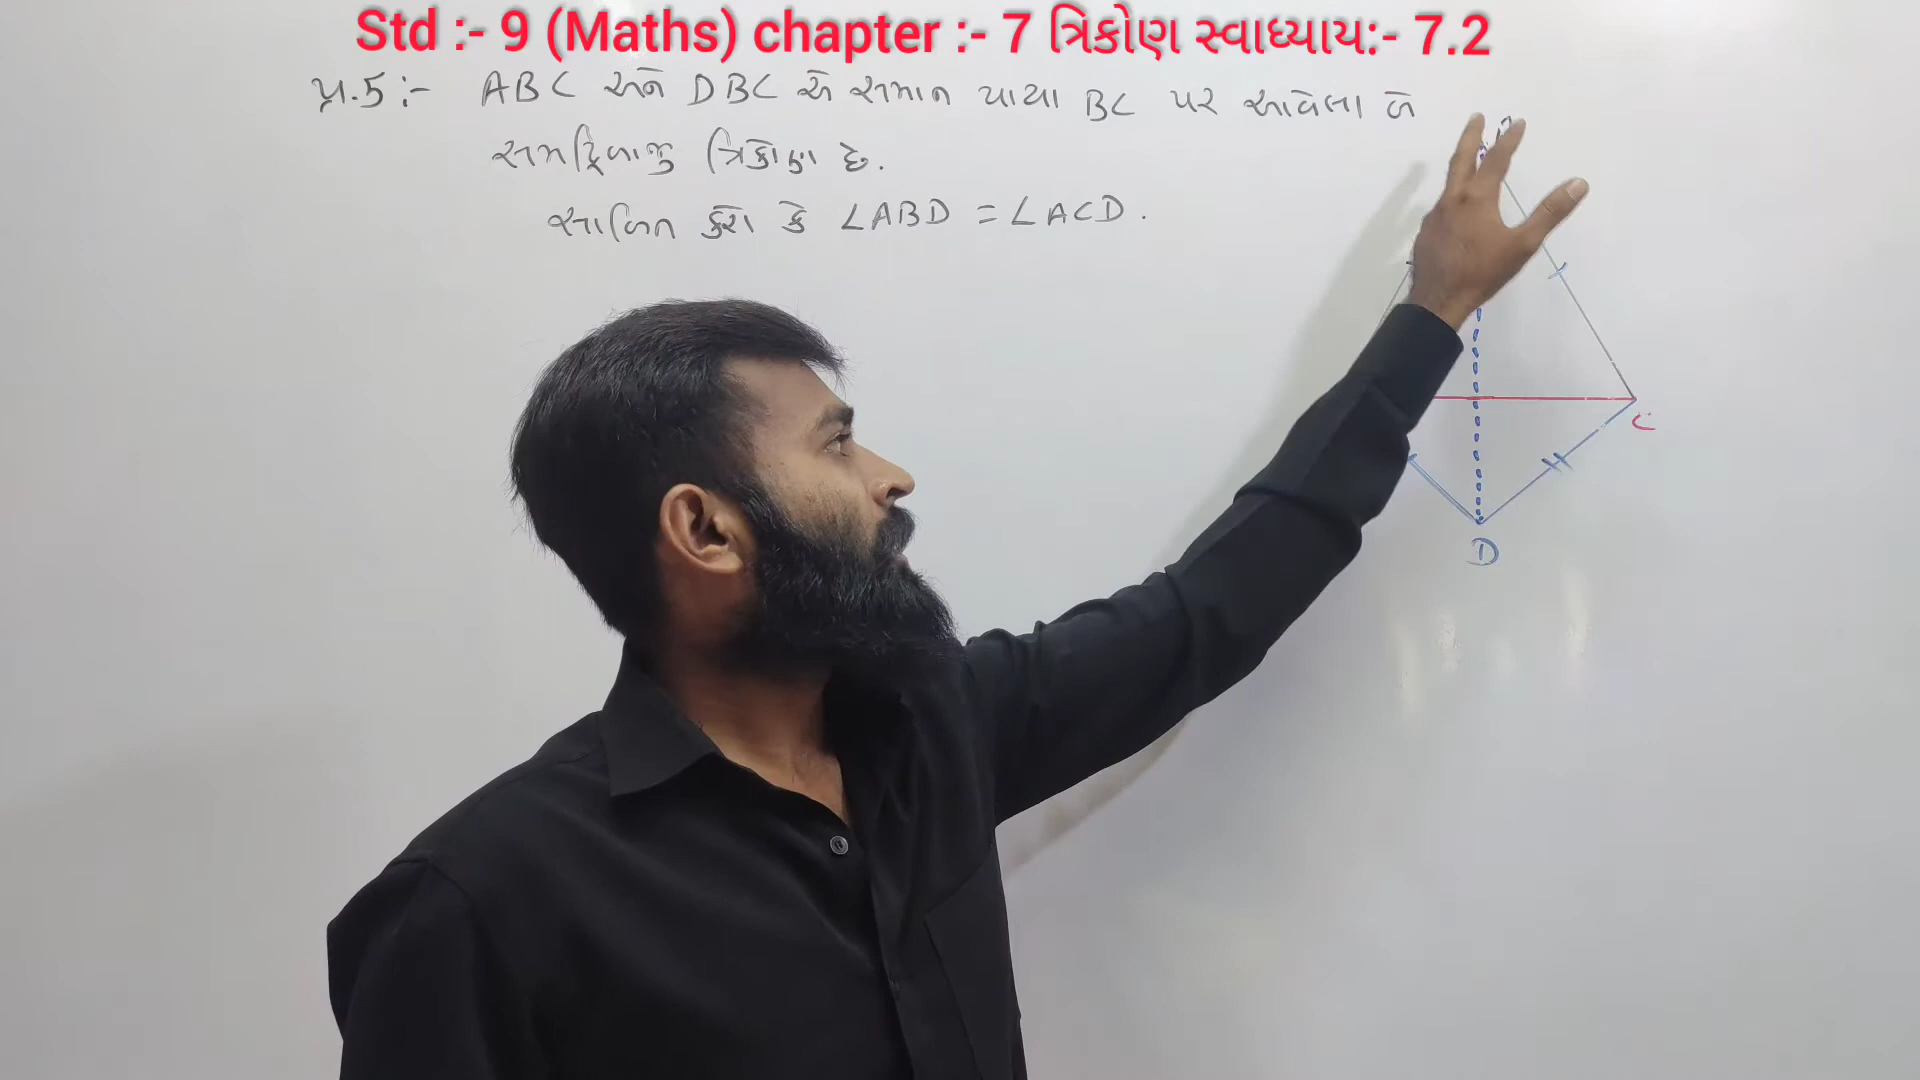 Std :- 9 (Maths) chapter :- 7 ત્રિકોણ સ્વાધ્યાય:- 7.2
પ્ર.5 :- ABC અને DBC એ સમાન પાયા BC પર આવેલા બે
સમદ્વિબાજુ ત્રિકોણ છે.
સાબિત કરો કે ∠ABD = ∠ACD.
C
D